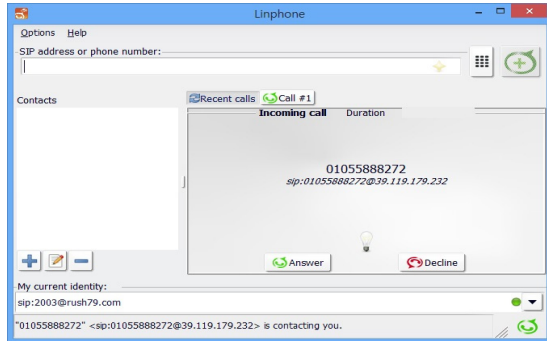 Linphone
Options Help
SIP address or phone number:
Contacts
Recent calls Call #1
Incoming call Duration
01055888272
sip:01055888272@39.119.179.232
Answer Decline
My current identity:
sip:2003@rush79.com
"01055888272" <sip:01055888272@39.119.179.232> is contacting you.